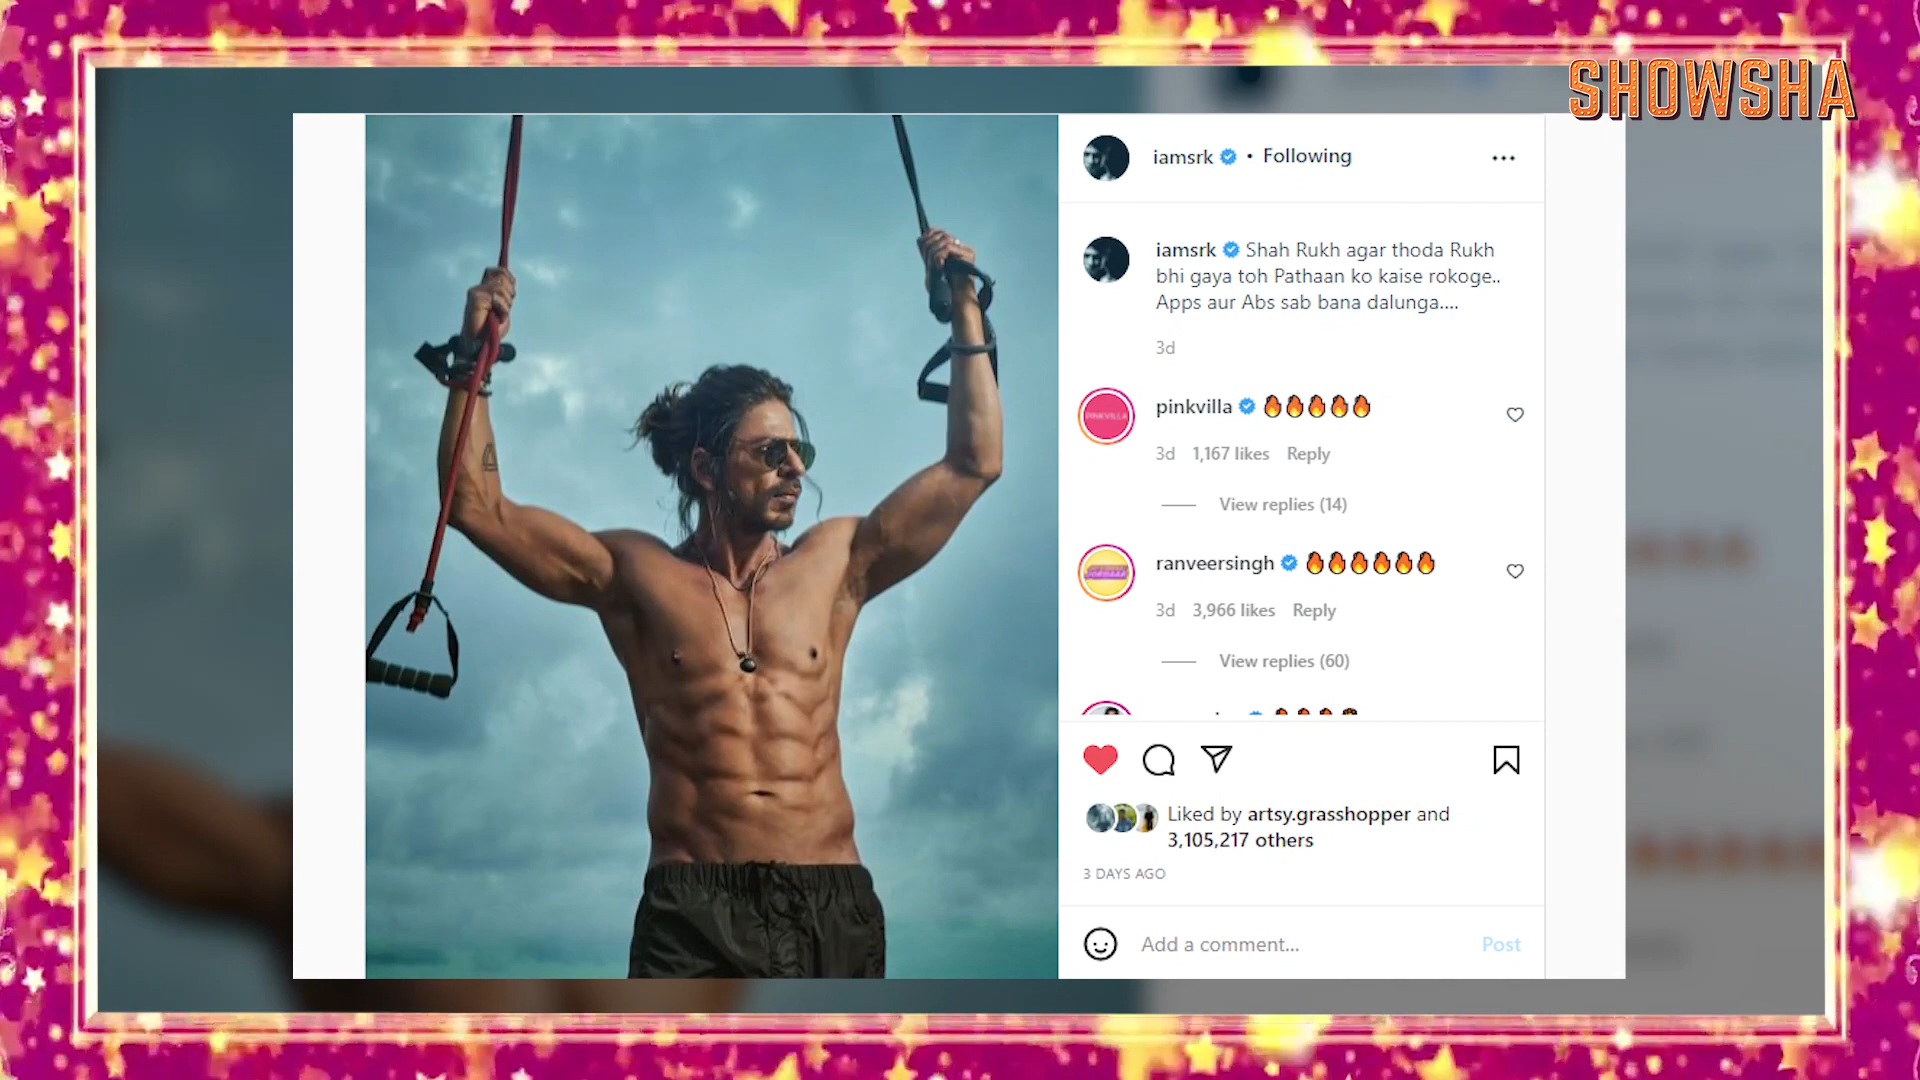 SHOWSHA
iamsrk • Following
iamsrk Shah Rukh agar thoda Rukh
bhi gaya toh Pathaan ko kaise rokoge..
Apps aur Abs sab bana dalunga....
3d
PINKVILLA
pinkvilla 🔥🔥🔥🔥🔥
3d 1,167 likes Reply
View replies (14)
ranveersingh 🔥🔥🔥🔥🔥🔥
3d 3,966 likes Reply
View replies (60)
Liked by artsy.grasshopper and
3,105,217 others
3 DAYS AGO
Add a comment... Post